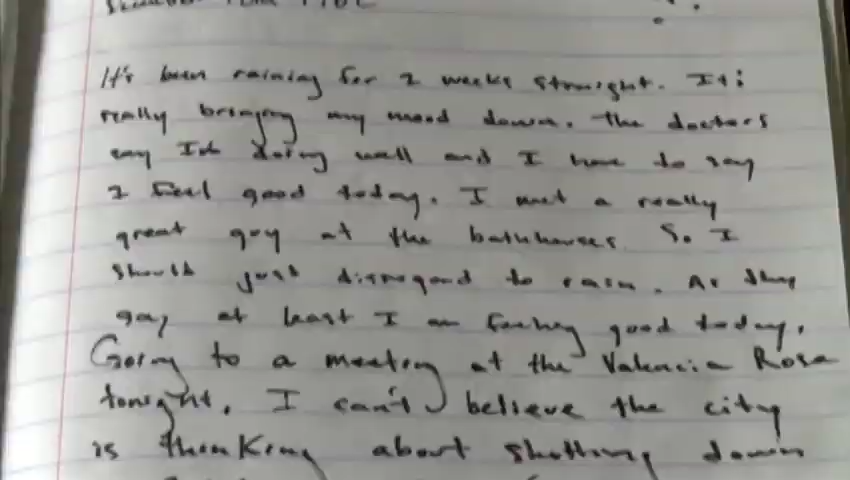 It's been raining for 2 weeks straight. It's
really bringing my mood down. The doctors
say I'm doing well and I have to say
I feel good today. I met a really
great guy at the bathhouses So I
should just disregard to rain. As they
say at least I am feeling good today.
Going to a meeting at the Valencia Rose
tonight. I can't believe the city
is thinking about shutting down